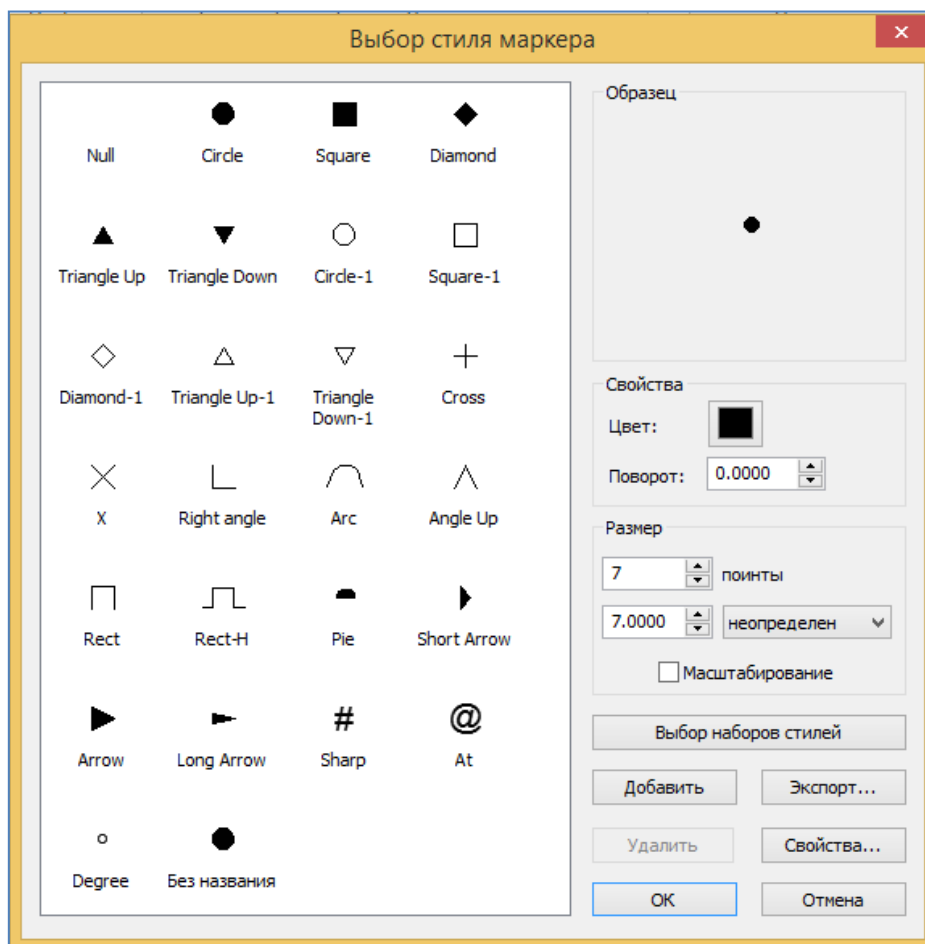 Выбор стиля маркера
Null Circle Square Diamond
Triangle Up Triangle Down Circle-1 Square-1
Diamond-1 Triangle Up-1 Triangle Down-1 Cross
X Right angle Arc Angle Up
Rect Rect-H Pie Short Arrow
# @
Arrow Long Arrow Sharp At
Degree Без названия
Образец
Свойства
Цвет:
Поворот: 0.0000
Размер
7 поинты
7.0000 неопределен
Масштабирование
Выбор наборов стилей
Добавить Экспорт...
Удалить Свойства...
OK Отмена